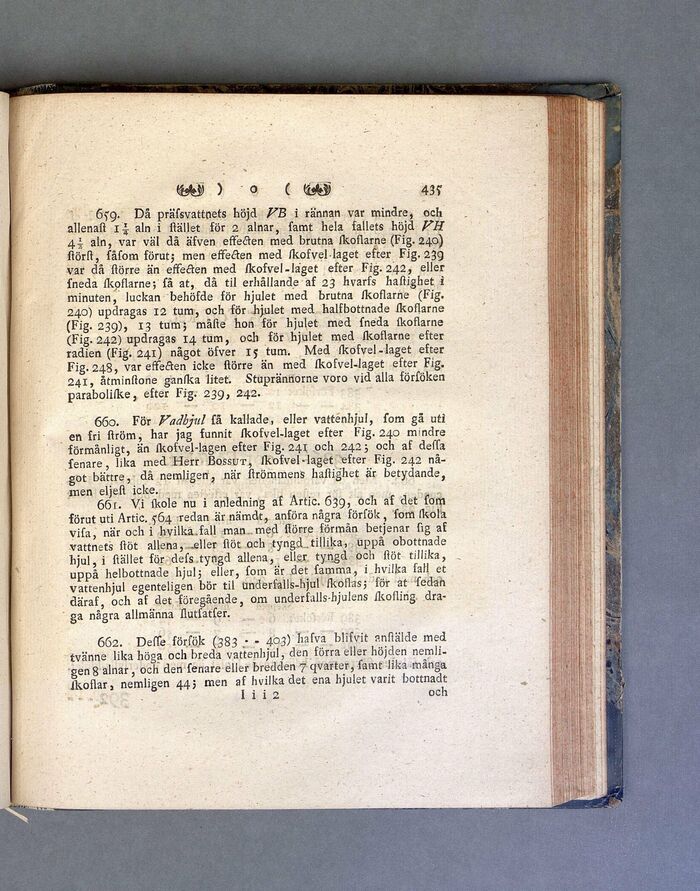 ) o ( 435
659. Då präſsvattnets höjd VB i rännan var mindre, och
allenaſt 1½ aln i ſtället för 2 alnar, ſamt hela fallets höjd VH
4½ aln, var väl då äfven effecten med brutna ſkoflarne (Fig. 240)
ſtörſt, ſåſom förut; men effecten med ſkofvel-laget efter Fig. 239
var då ſtörre än effecten med ſkofvel-laget efter Fig. 242, eller
ſneda ſkoflarne; ſå at, då til erhållande af 23 hvarfs haſtighet i
minuten, luckan behöfde för hjulet med brutna ſkoflarne (Fig.
240) updragas 12 tum, och för hjulet med halfbottnade ſkoflarne
(Fig. 239), 13 tum; måſte hon för hjulet med ſneda ſkoflarne
(Fig. 242) updragas 14 tum, och för hjulet med ſkoflarne efter
radien (Fig. 241) något öfver 15 tum. Med ſkofvel-laget efter
Fig. 248, var effecten icke ſtörre än med ſkofvel-laget efter Fig.
241, åtminſtone ganſka litet. Stuprännorne voro vid alla förſöken
paraboliſke, efter Fig. 239, 242.
660. För Vadhjul ſå kallade, eller vattenhjul, ſom gå uti
en fri ſtröm, har jag funnit ſkofvel-laget efter Fig. 240 mindre
förmånligt, än ſkofvel-lagen efter Fig. 241 och 242; och af deſſa
ſenare, lika med Herr BOSSUT, ſkofvel-laget efter Fig. 242 nå-
got bättre, då nemligen, när ſtrömmens haſtighet är betydande,
men eljeſt icke.
661. Vi ſkole nu i anledning af Artic. 639, och af det ſom
förut uti Artic. 564 redan är nämdt, anföra några förſök, ſom ſkola
viſa, när och i hvilka fall man med ſtörre förmån betjenar ſig af
vattnets ſtöt allena, eller ſtöt och tyngd tillika, uppå obottnade
hjul, i ſtället för deſs tyngd allena, eller tyngd och ſtöt tillika,
uppå helbottnade hjul; eller, ſom är det ſamma, i hvilka fall et
vattenhjul egenteligen bör til underfalls-hjul ſkoflas; för at ſedan
däraf, och af det föregående, om underfalls-hjulens ſkofling dra-
ga några allmänna ſlutſatſer.
662. Deſſe förſök (383 - - 403) hafva blifvit anſtälde med
tvänne lika höga och breda vattenhjul, den förra eller höjden nemli-
gen 8 alnar, och den ſenare eller bredden 7 qvarter, ſamt lika många
ſkoflar, nemligen 44; men af hvilka det ena hjulet varit bottnadt
I i i 2 och